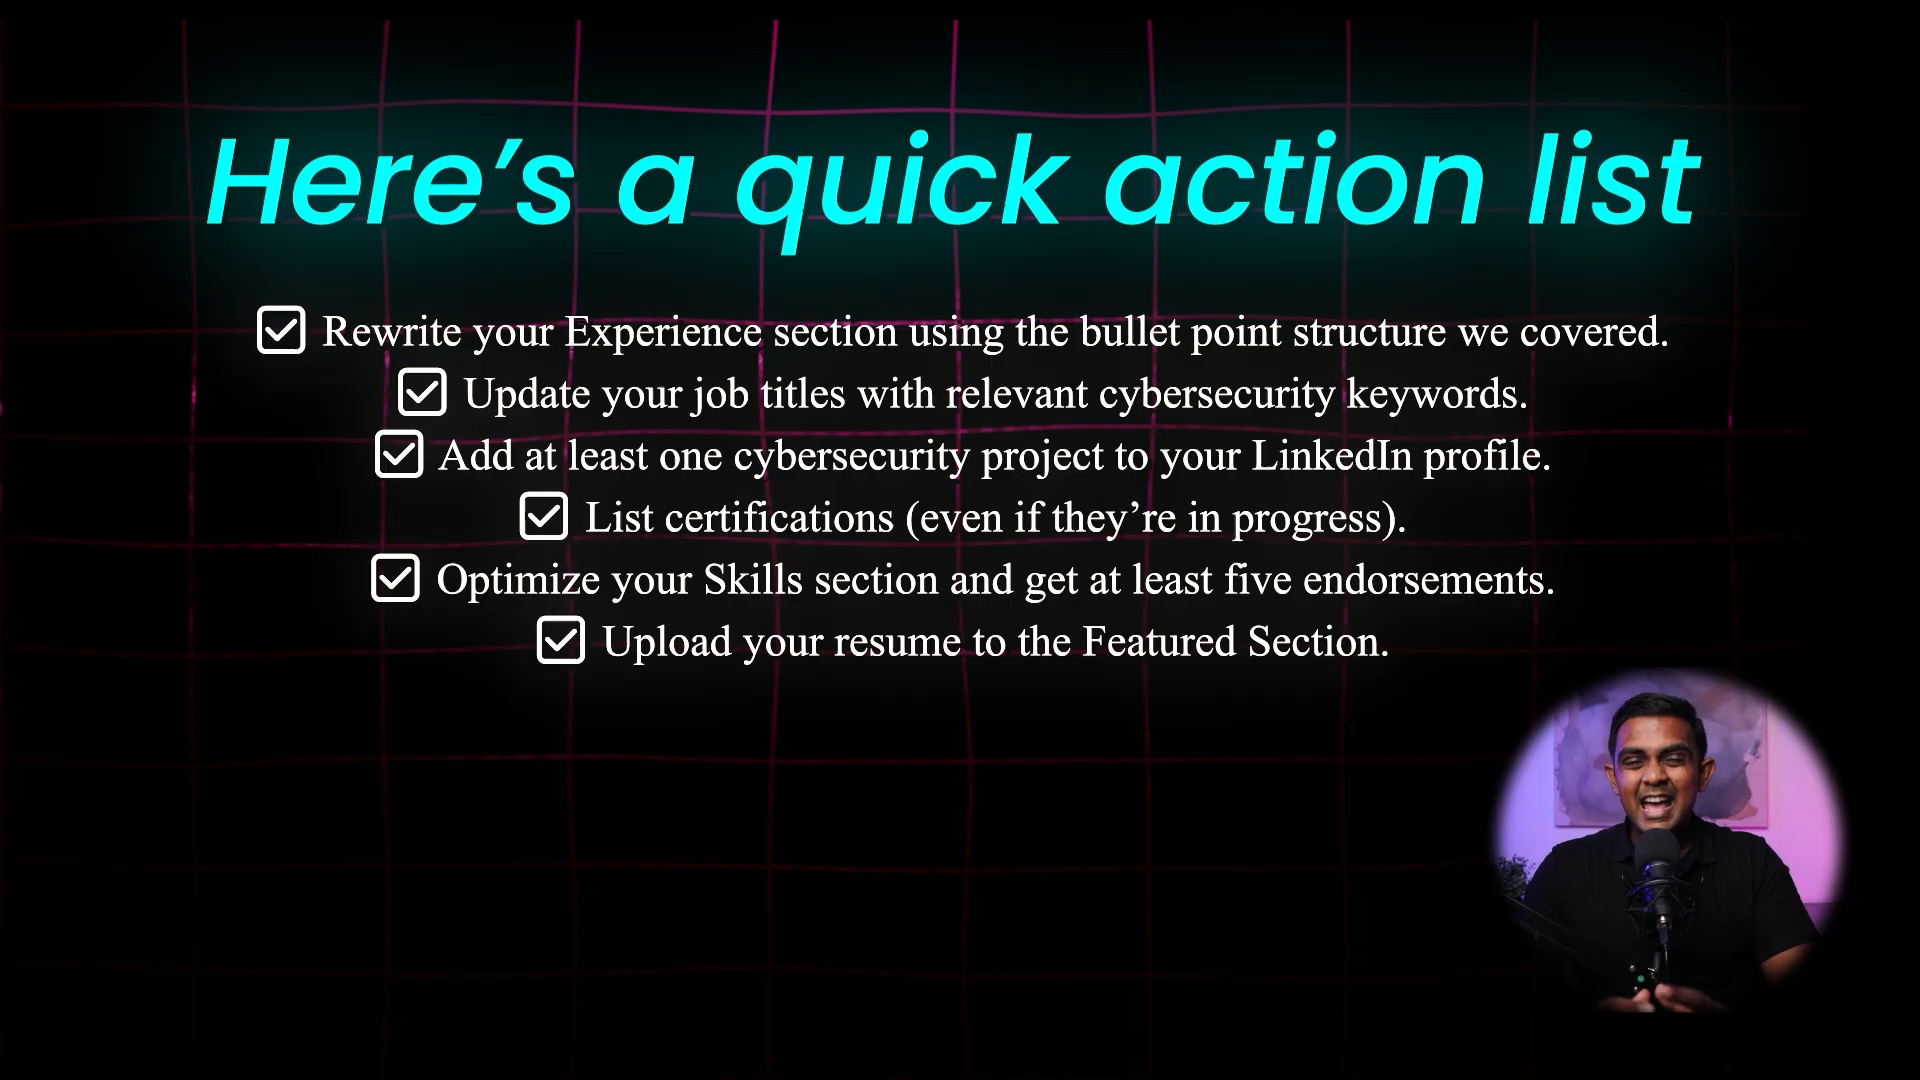 Here’s a quick action list
Rewrite your Experience section using the bullet point structure we covered.
Update your job titles with relevant cybersecurity keywords.
Add at least one cybersecurity project to your LinkedIn profile.
List certifications (even if they’re in progress).
Optimize your Skills section and get at least five endorsements.
Upload your resume to the Featured Section.